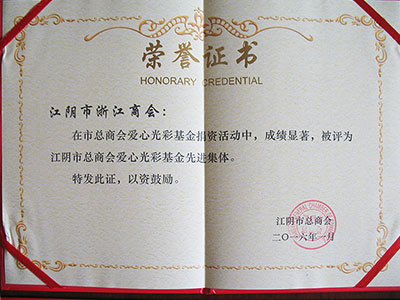 荣誉证书
HONORARY CREDENTIAL
江阴市浙江商会：
在市总商会爱心光彩基金捐资活动中，成绩显著，被评为
江阴市总商会爱心光彩基金先进集体。
特发此证，以资鼓励。
江阴市总商会
二〇一六年一月